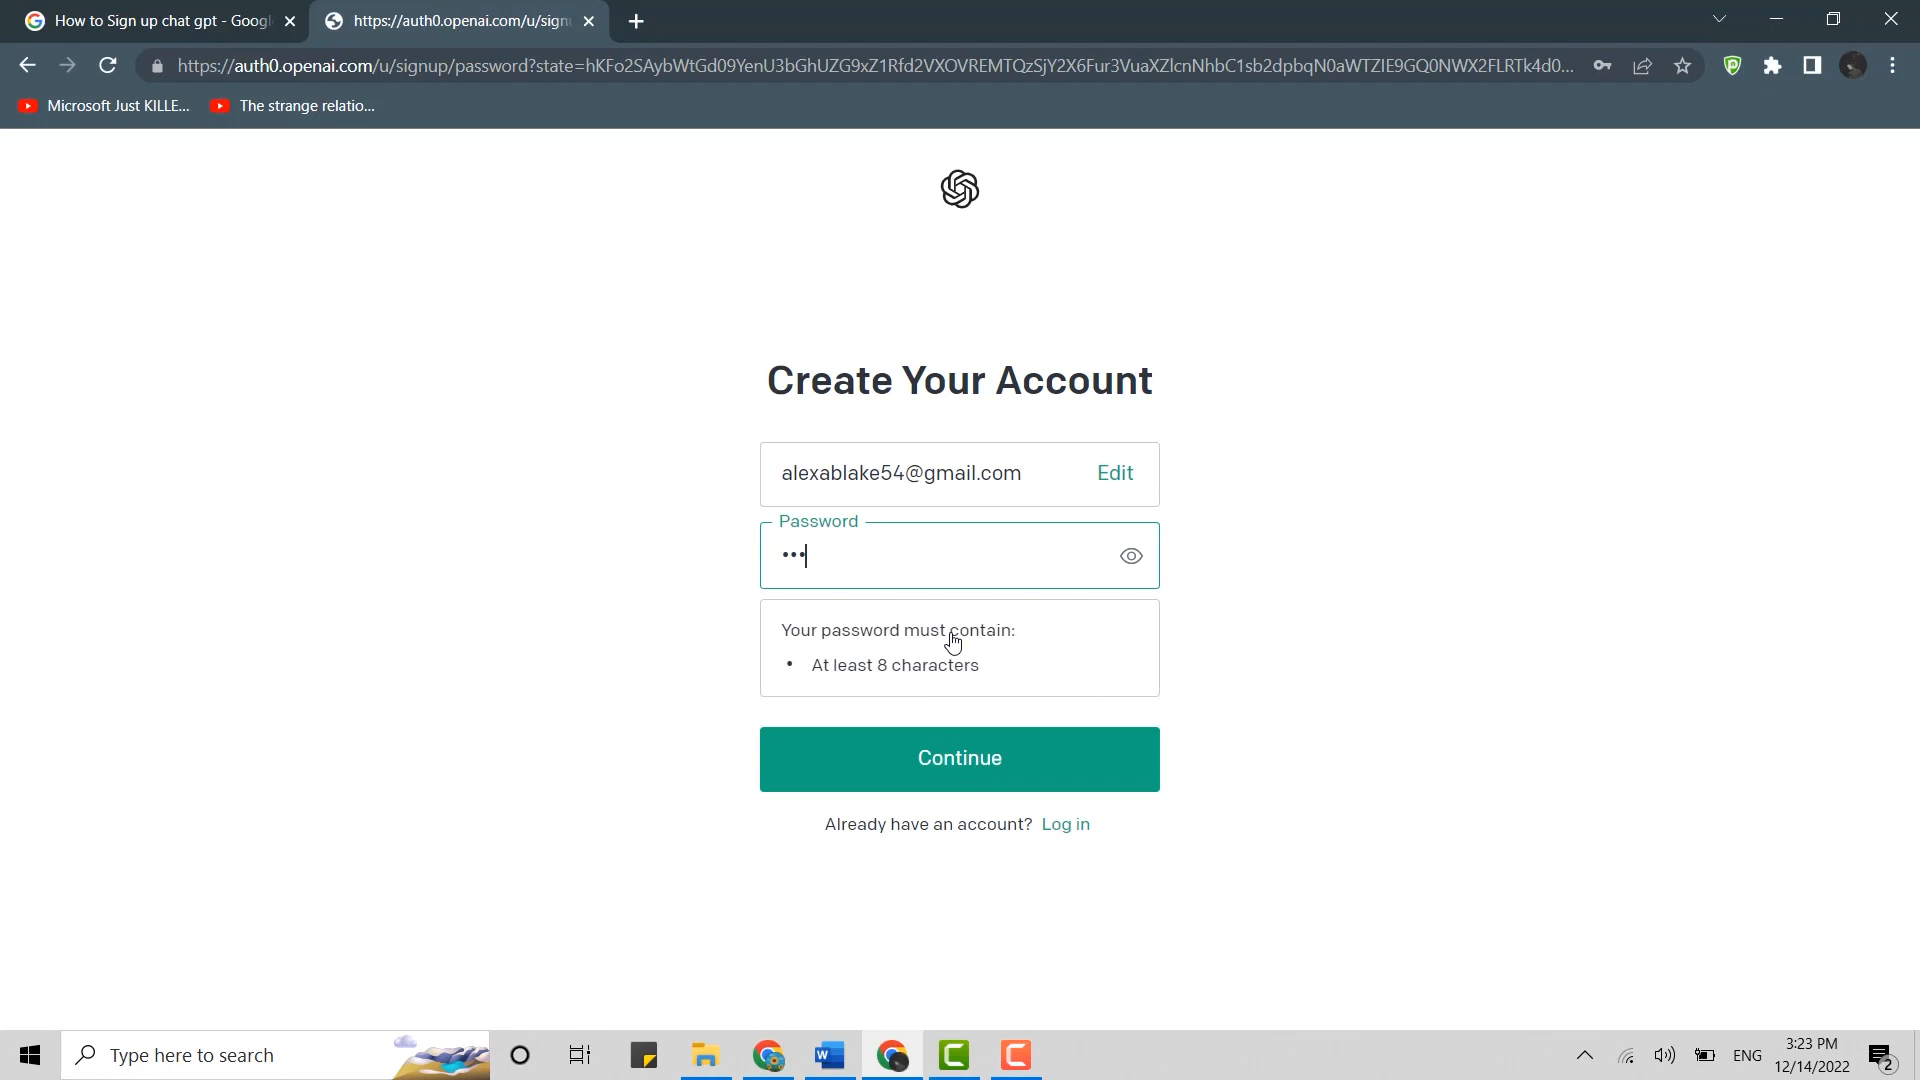 How to Sign up chat gpt - Googl
https://auth0.openai.com/u/sign
https://auth0.openai.com/u/signup/password?state=hKFo2SAybWtGd09YenU3bGhUZG9xZ1Rfd2VXOVREMTQzSjY2X6Fur3VuaXZlcnNhbC1sb2dpbqN0aWTZIE9GQ0NWX2FLRTk4d0...
Microsoft Just KILLE...
The strange relatio...
Create Your Account
alexablake54@gmail.com
Edit
Password
•••
Your password must contain:
• At least 8 characters
Continue
Already have an account? Log in
Type here to search
ENG
3:23 PM
12/14/2022
2